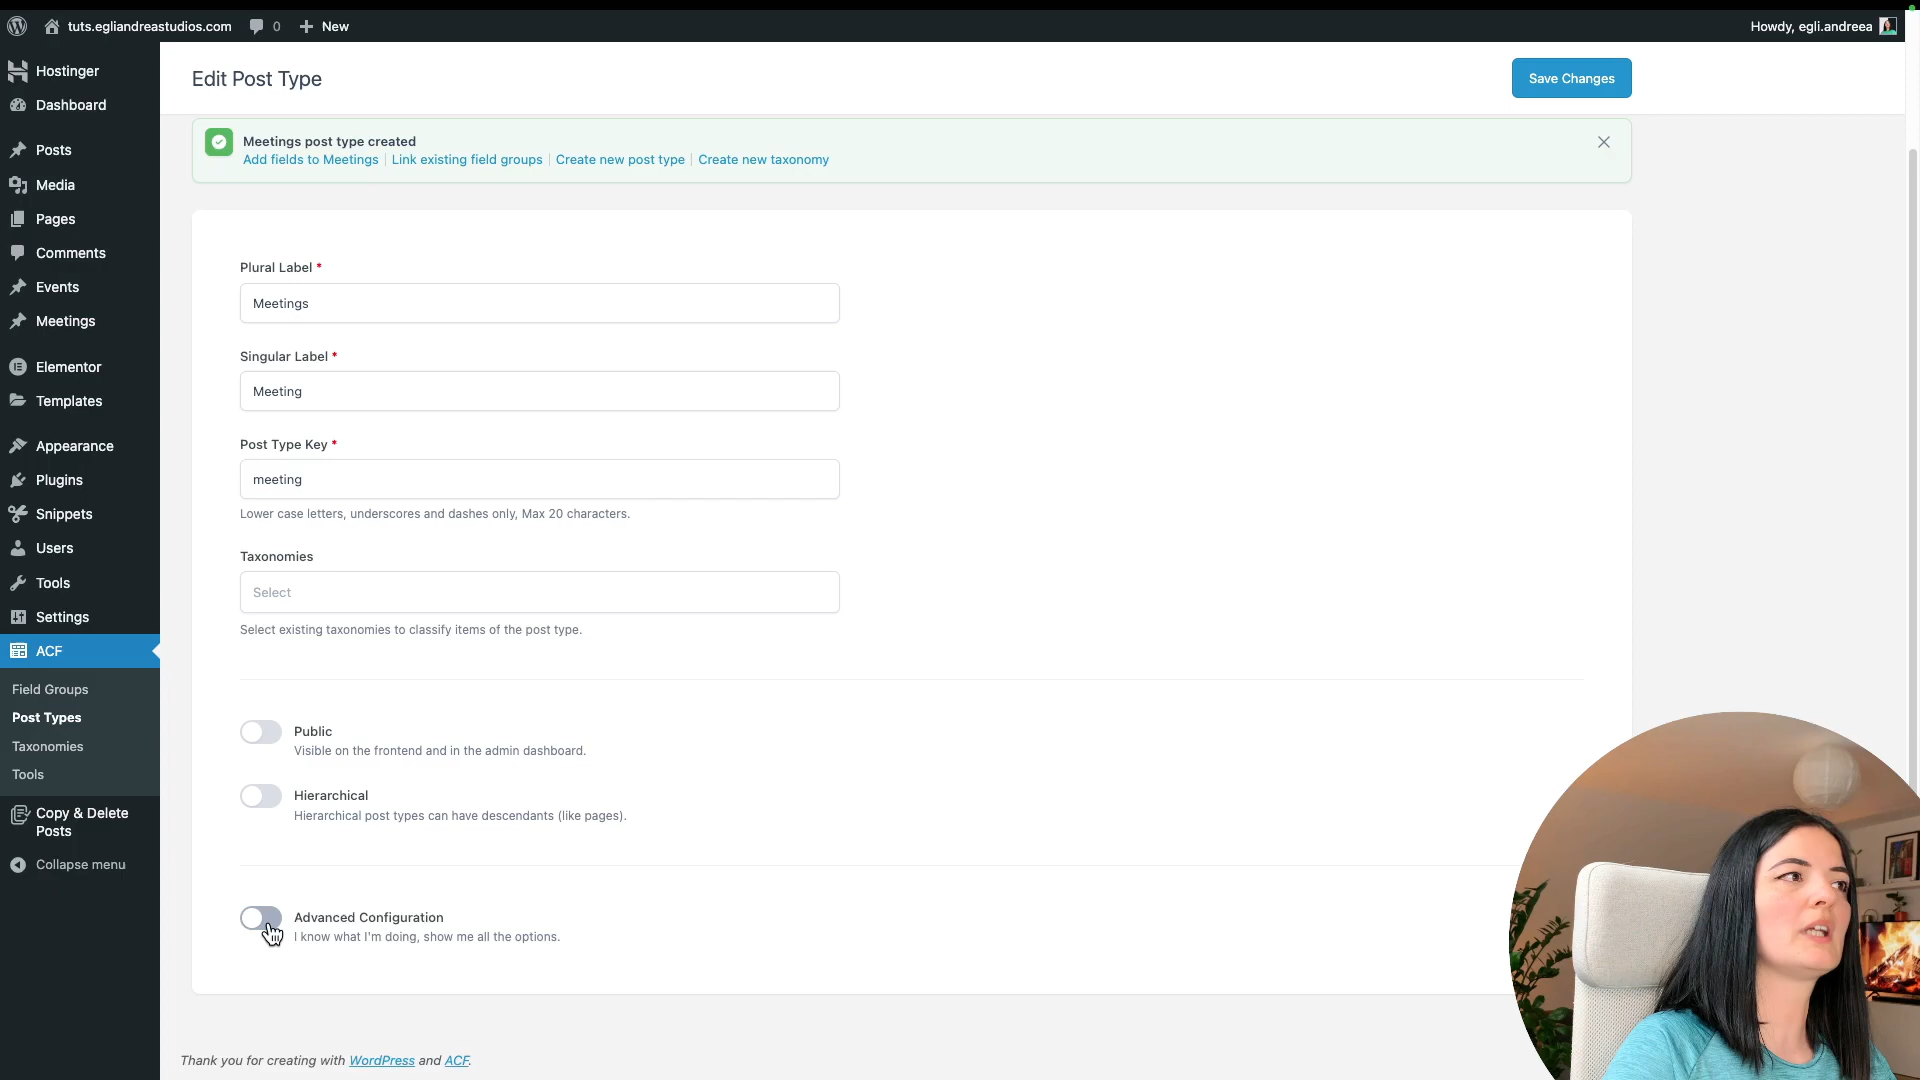 tuts.egliandreastudios.com
0
New
Howdy, egli.andreea
Hostinger
Dashboard
Posts
Media
Pages
Comments
Events
Meetings
Elementor
Templates
Appearance
Plugins
Snippets
Users
Tools
Settings
ACF
Field Groups
Post Types
Taxonomies
Tools
Copy & Delete
Posts
Collapse menu
Edit Post Type
Save Changes
Meetings post type created
Add fields to Meetings | Link existing field groups | Create new post type | Create new taxonomy
Plural Label *
Meetings
Singular Label *
Meeting
Post Type Key *
meeting
Lower case letters, underscores and dashes only, Max 20 characters.
Taxonomies
Select
Select existing taxonomies to classify items of the post type.
Public
Visible on the frontend and in the admin dashboard.
Hierarchical
Hierarchical post types can have descendants (like pages).
Advanced Configuration
I know what I'm doing, show me all the options.
Thank you for creating with WordPress and ACF.